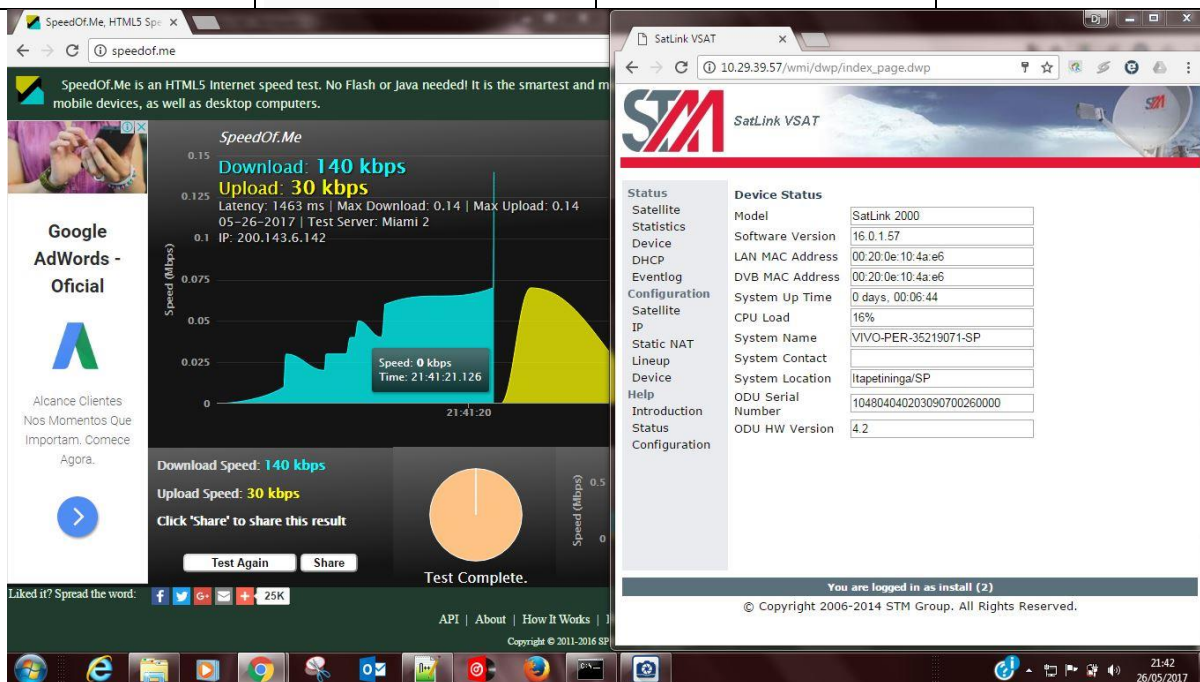 SpeedOf.Me, HTML5 Spe
speedof.me
SpeedOf.Me is an HTML5 Internet speed test. No Flash or Java needed! It is the smartest and m
mobile devices, as well as desktop computers.
Google
AdWords -
Oficial
Alcance Clientes
Nos Momentos Que
Importam. Comece
Agora.
SpeedOf.Me
Download: 140 kbps
Upload: 30 kbps
Latency: 1463 ms | Max Download: 0.14 | Max Upload: 0.14
05-26-2017 | Test Server: Miami 2
IP: 200.143.6.142
0.15
0.125
0.1
0.075
0.05
0.025
0
Speed (Mbps)
Speed: 0 kbps
Time: 21:41:21.126
21:41:20
Download Speed: 140 kbps
Upload Speed: 30 kbps
Click 'Share' to share this result
Test Again Share
Test Complete.
Speed (Mbps)
0.5
0
Liked it? Spread the word:
f G+ 25K
API | About | How It Works |
Copyright © 2011-2016 SP
Dj
SatLink VSAT
10.29.39.57/wmi/dwp/index_page.dwp
STM
SatLink VSAT
STM
Status
Satellite
Statistics
Device
DHCP
Eventlog
Configuration
Satellite
IP
Static NAT
Lineup
Device
Help
Introduction
Status
Configuration
Device Status
Model SatLink 2000
Software Version 16.0.1.57
LAN MAC Address 00:20:0e:10:4a:e6
DVB MAC Address 00:20:0e:10:4a:e6
System Up Time 0 days, 00:06:44
CPU Load 16%
System Name VIVO-PER-35219071-SP
System Contact
System Location Itapetininga/SP
ODU Serial
Number 104804040203090700260000
ODU HW Version 4.2
You are logged in as install (2)
© Copyright 2006-2014 STM Group. All Rights Reserved.
21:42
26/05/2017